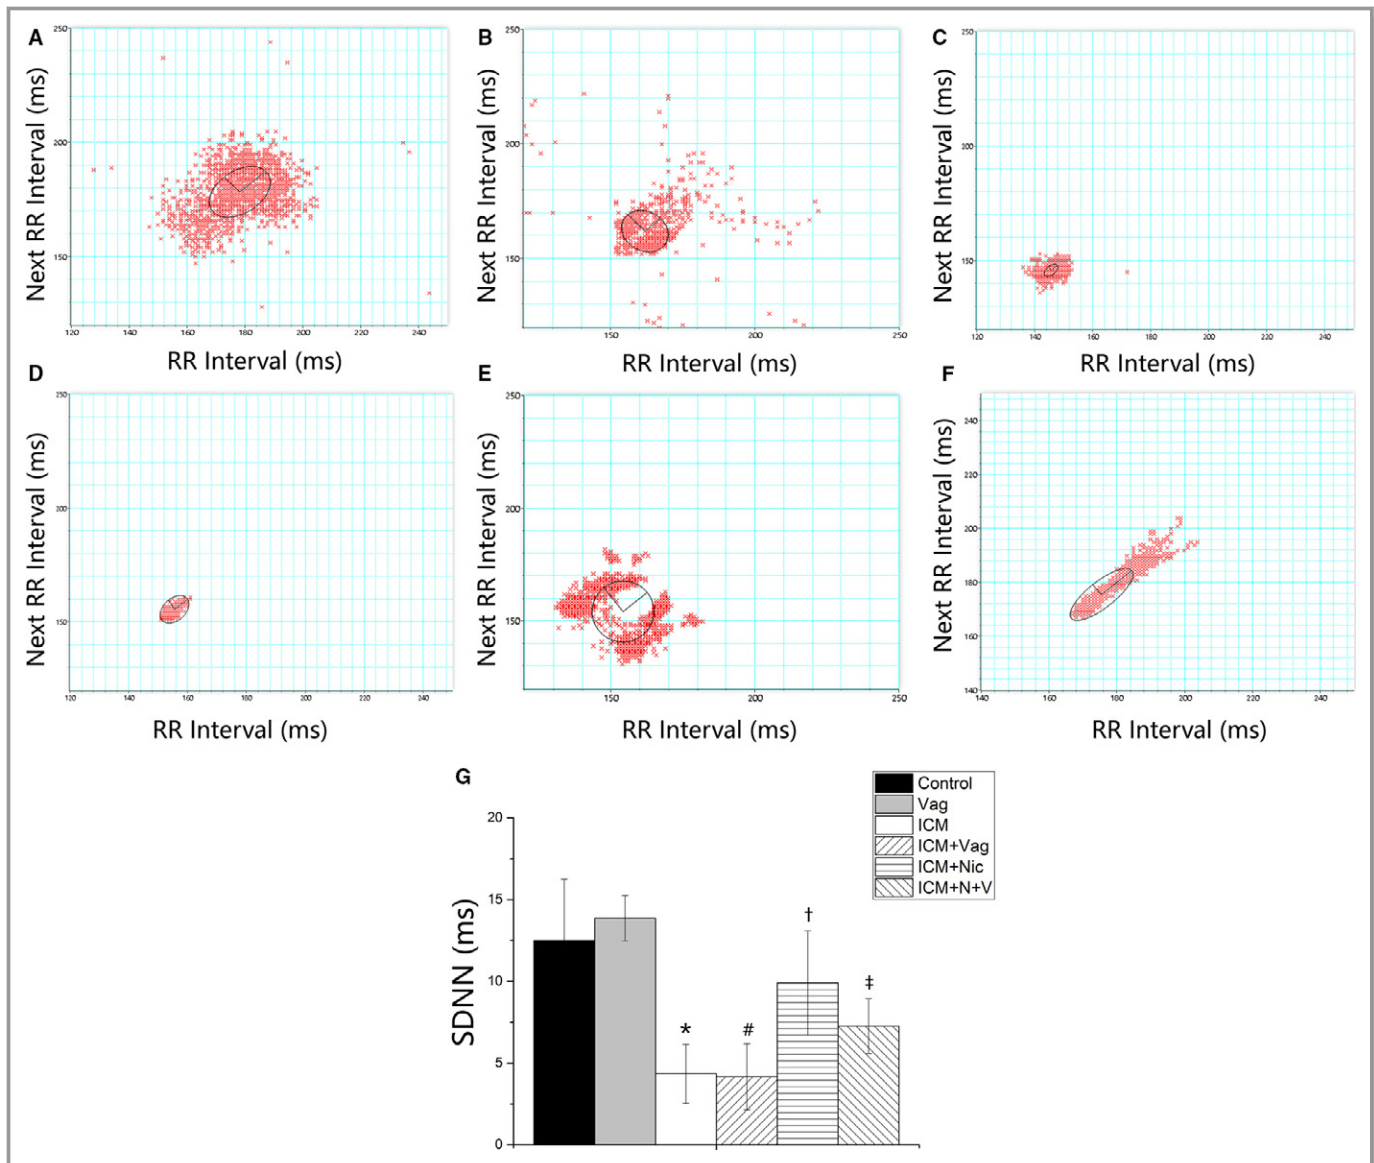 A
B
C
250
200
150
120 140 160 180 200 220 240
Next RR Interval (ms)
RR Interval (ms)
250
200
150
150 200 250
Next RR Interval (ms)
RR Interval (ms)
250
200
150
120 140 160 180 200 220 240
Next RR Interval (ms)
RR Interval (ms)
D
E
F
250
200
150
120 140 160 180 200 220 240
Next RR Interval (ms)
RR Interval (ms)
250
200
150
150 200 250
Next RR Interval (ms)
RR Interval (ms)
240
220
200
180
160
140
140 160 180 200 220 240
Next RR Interval (ms)
RR Interval (ms)
G
Control
Vag
ICM
ICM+Vag
ICM+Nic
ICM+N+V
20
15
10
5
0
SDNN (ms)
* # † ‡